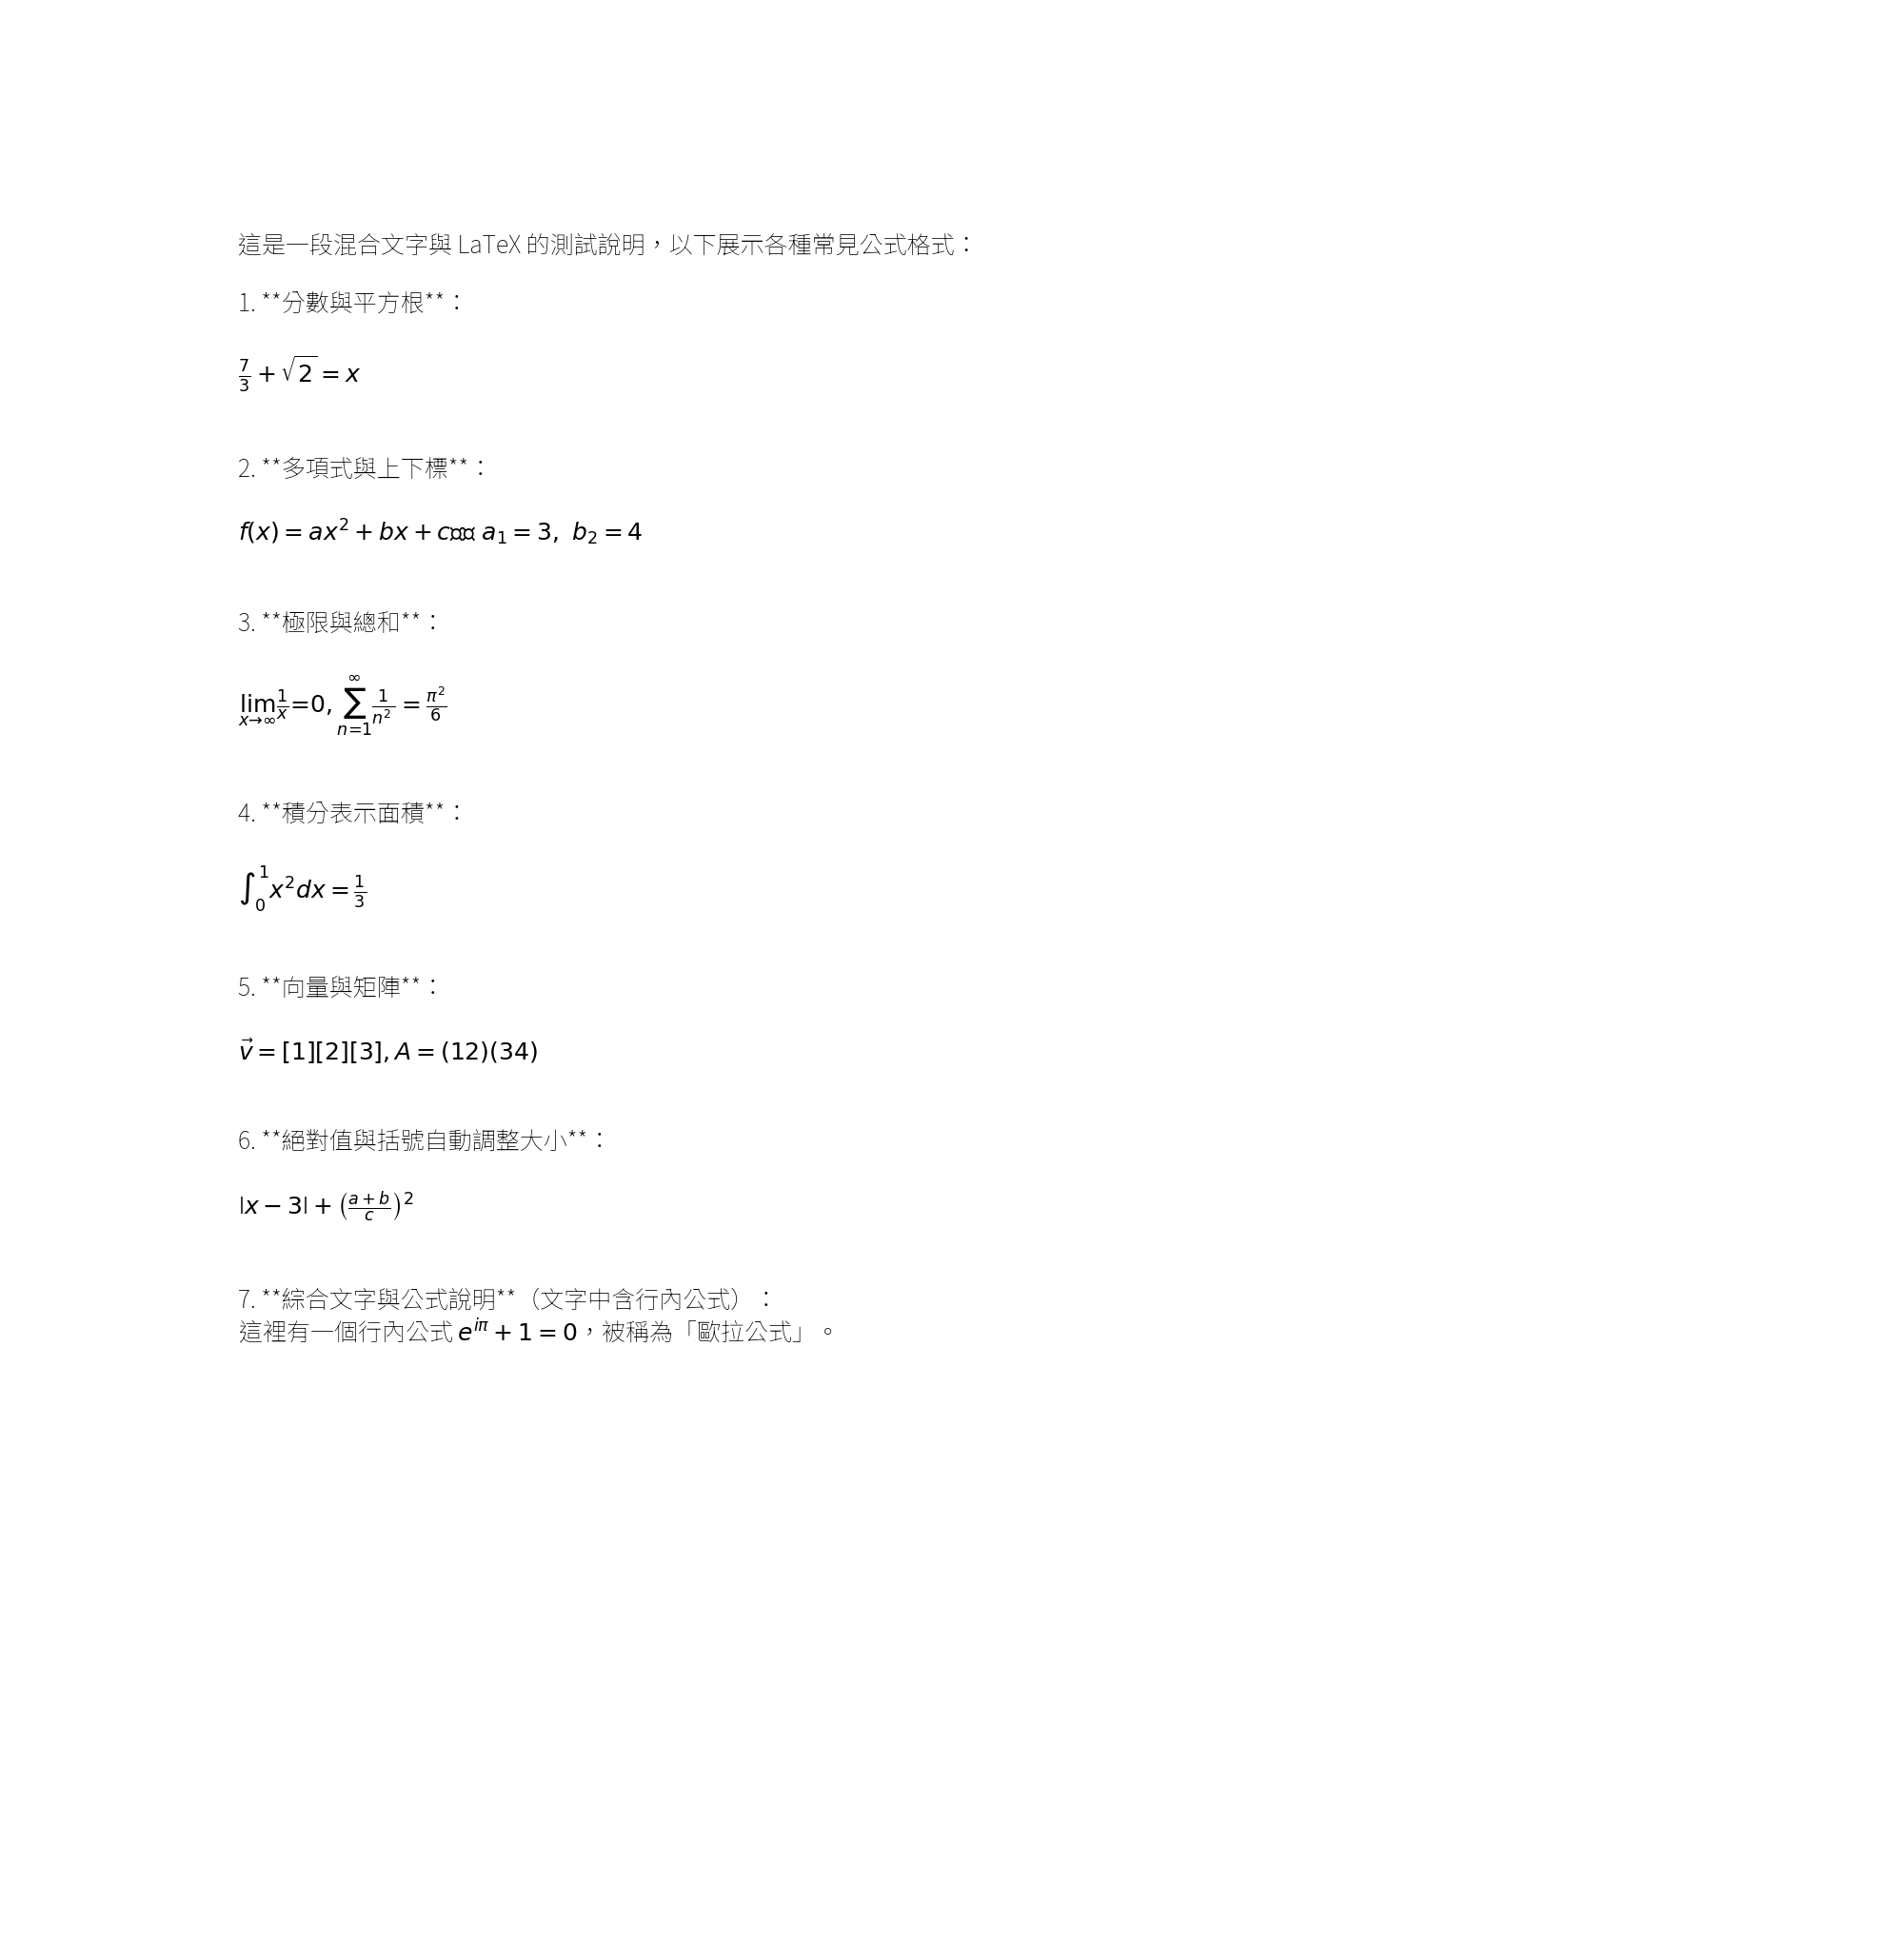 這是一段混合文字與 LaTeX 的測試說明，以下展示各種常見公式格式：
1. **分數與平方根**：
$\frac{7}{3} + \sqrt{2} = x$
2. **多項式與上下標**：
$f(x) = ax^2 + bx + c$ $a_1 = 3,\ b_2 = 4$
3. **極限與總和**：
$\lim_{x \to \infty} \frac{1}{x} = 0, \sum_{n=1}^{\infty} \frac{1}{n^2} = \frac{\pi^2}{6}$
4. **積分表示面積**：
$\int_0^1 x^2 dx = \frac{1}{3}$
5. **向量與矩陣**：
$\vec{v} = [1][2][3], A = (12)(34)$
6. **絕對值與括號自動調整大小**：
$|x - 3| + \left(\frac{a+b}{c}\right)^2$
7. **綜合文字與公式說明**（文字中含行內公式）：
這裡有一個行內公式 $e^{i\pi} + 1 = 0$，被稱為「歐拉公式」。